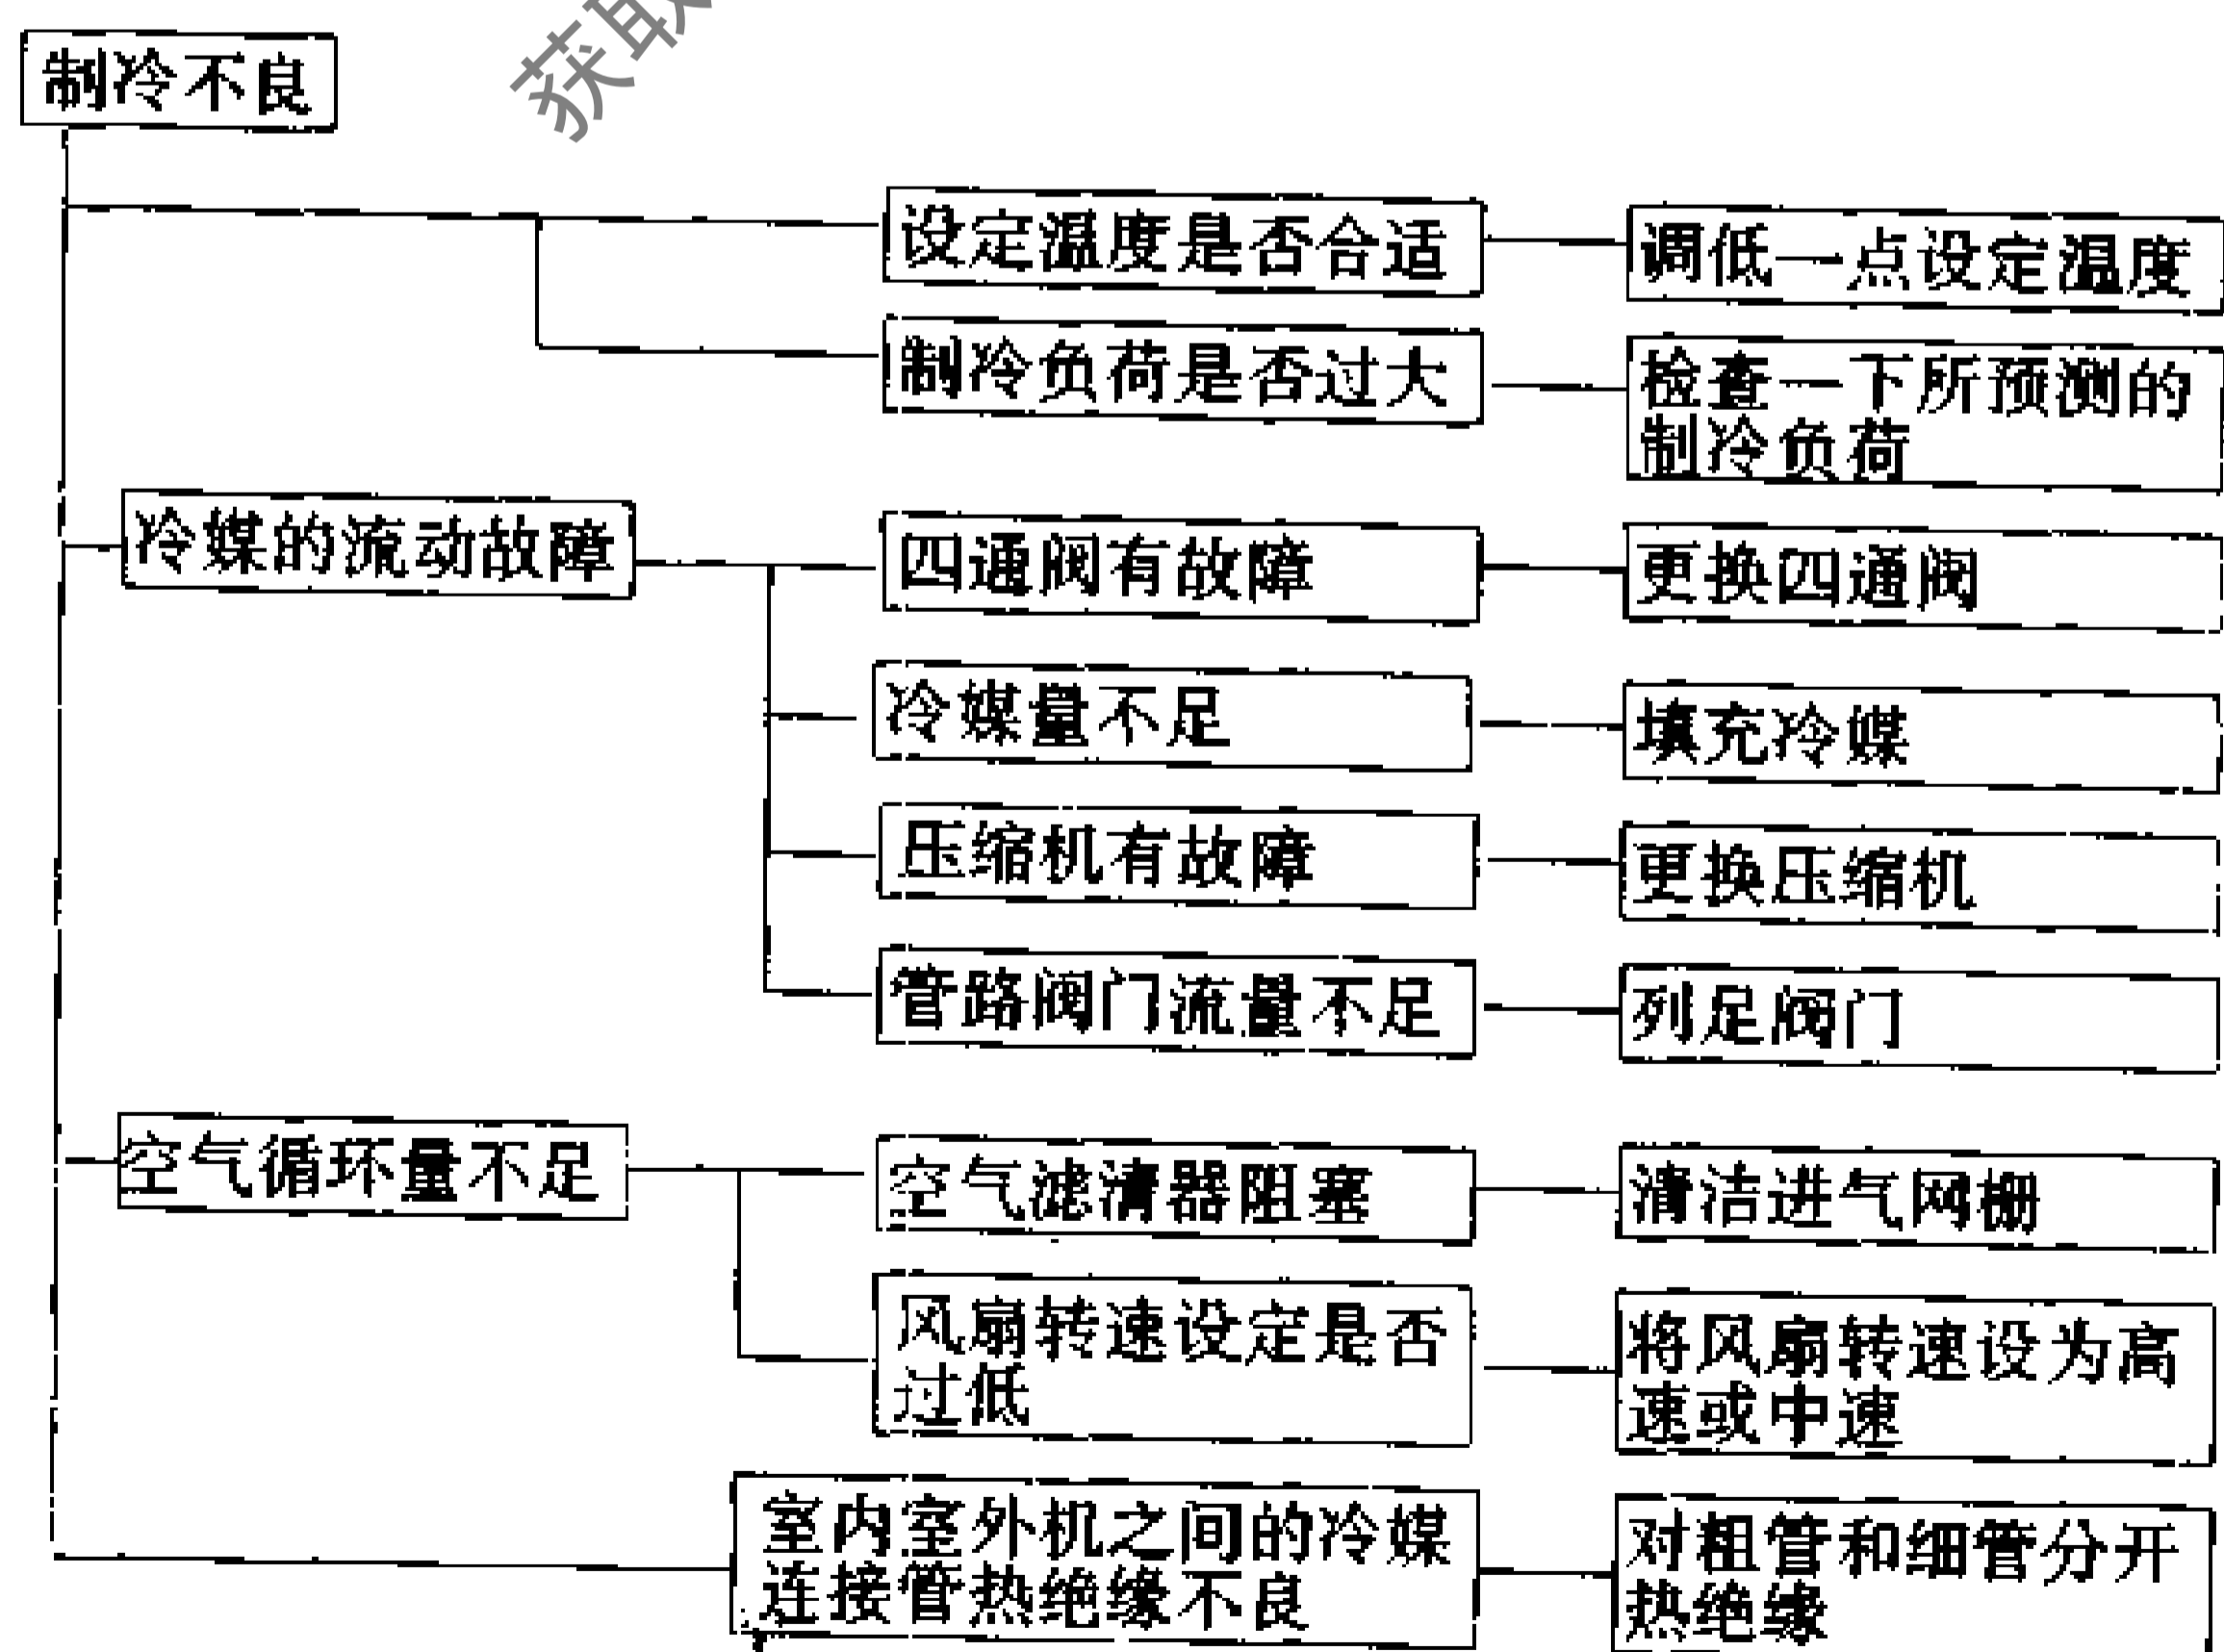 获取
制冷不良
设定温度是否合适
调低一点设定温度
制冷负荷是否过大
检查一下所预测的
制冷负荷
冷媒的流动故障
四通阀有故障
更换四通阀
冷媒量不足
填充冷媒
压缩机有故障
更换压缩机
管路阀门流量不足
列足阀门
空气循环量不足
空气滤清器阻塞
清洁进气网栅
风扇转速设定是否
过低
将风扇转速设为高
速或中速
室内室外机之间的冷媒
连接管热绝缘不良
对粗管和细管分开
热绝缘